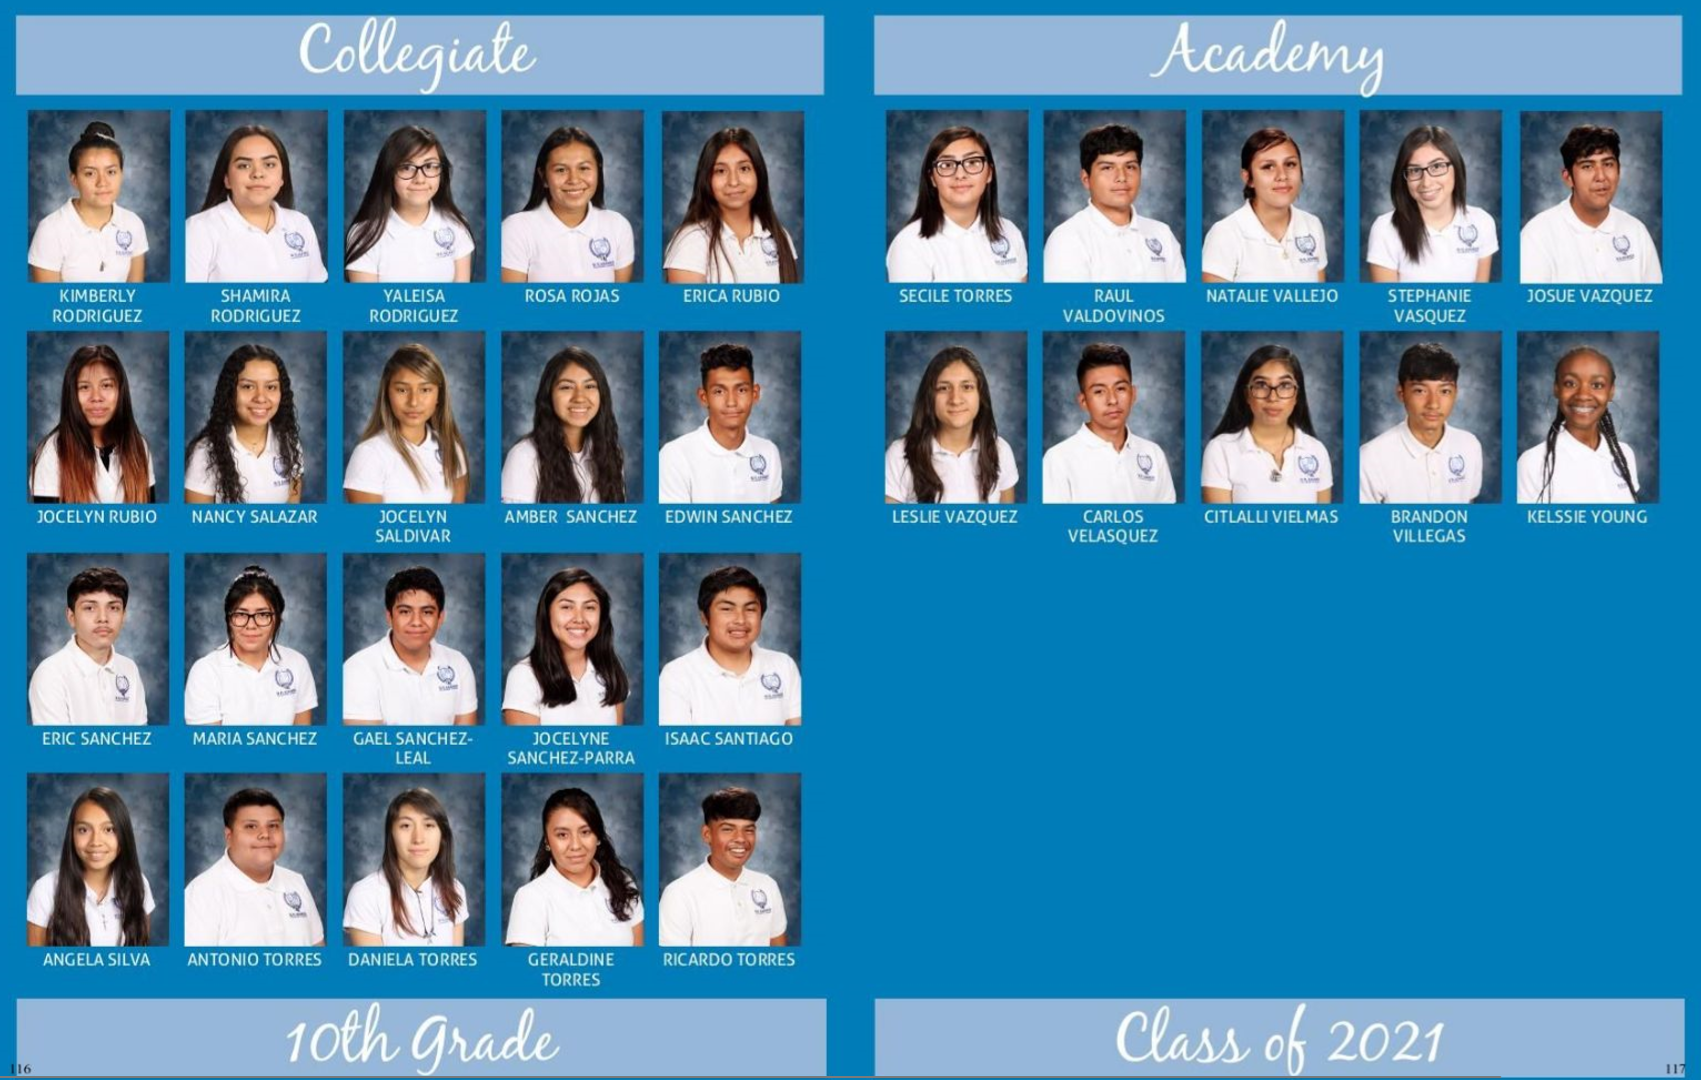 Collegiate
KIMBERLY
RODRIGUEZ
SHAMIRA
RODRIGUEZ
YALEISA
RODRIGUEZ
ROSA ROJAS
ERICA RUBIO
JOCELYN RUBIO
NANCY SALAZAR
JOCELYN
SALDIVAR
AMBER SANCHEZ
EDWIN SANCHEZ
ERIC SANCHEZ
MARIA SANCHEZ
GAEL SANCHEZ-
LEAL
JOCELYNE
SANCHEZ-PARRA
ISAAC SANTIAGO
ANGELA SILVA
ANTONIO TORRES
DANIELA TORRES
GERALDINE
TORRES
RICARDO TORRES
10th Grade
116
Academy
SECILE TORRES
RAUL
VALDOVINOS
NATALIE VALLEJO
STEPHANIE
VASQUEZ
JOSUE VAZQUEZ
LESLIE VAZQUEZ
CARLOS
VELASQUEZ
CITLALLI VIELMAS
BRANDON
VILLEGAS
KELSSIE YOUNG
Class of 2021
117